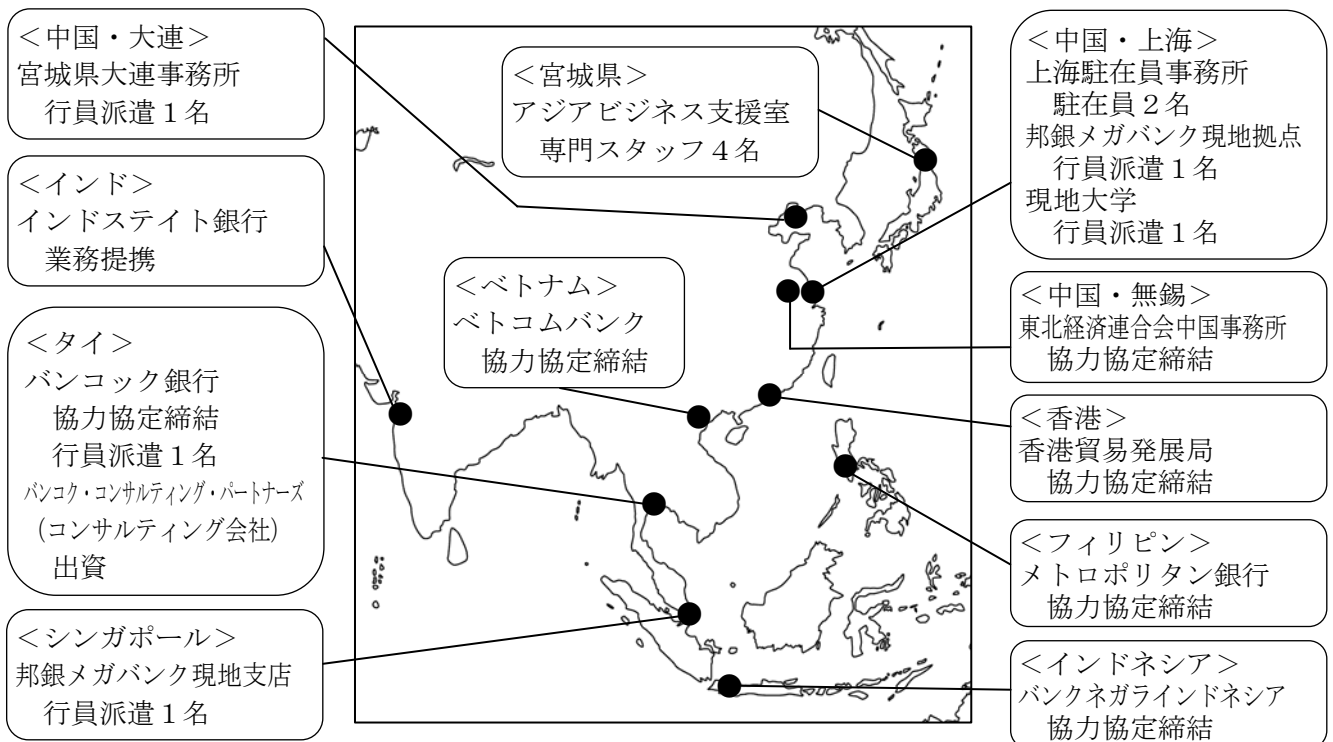 ＜中国・大連＞
宮城県大連事務所
行員派遣１名
＜インド＞
インドステイト銀行
業務提携
＜タイ＞
バンコック銀行
協力協定締結
行員派遣１名
バンコク・コンサルティング・パートナーズ
（コンサルティング会社）
出資
＜シンガポール＞
邦銀メガバンク現地支店
行員派遣１名
＜宮城県＞
アジアビジネス支援室
専門スタッフ４名
＜ベトナム＞
ベトコムバンク
協力協定締結
＜中国・上海＞
上海駐在員事務所
駐在員２名
邦銀メガバンク現地拠点
行員派遣１名
現地大学
行員派遣１名
＜中国・無錫＞
東北経済連合会中国事務所
協力協定締結
＜香港＞
香港貿易発展局
協力協定締結
＜フィリピン＞
メトロポリタン銀行
協力協定締結
＜インドネシア＞
バンクネガラインドネシア
協力協定締結